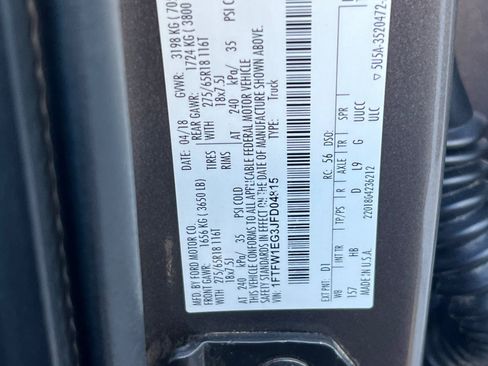 MFD. BY FORD MOTOR CO.
DATE: 04/18 GVWR: 3198 KG ( 70
FRONT GAWR: 1656 KG ( 3650 LB) REAR GAWR: 1724 KG ( 3800
275/65R18 116T TIRES WITH 275/65R18 116T
18x7.5J RIMS 18x7.5J
AT 240 kPa/ 35 PSI COLD AT 240 kPa/ 35 PSI CO
THIS VEHICLE CONFORMS TO ALL APPLICABLE FEDERAL MOTOR VEHICLE
SAFETY STANDARDS IN EFFECT ON THE DATE OF MANUFACTURE SHOWN ABOVE.
VIN: 1FTFW1EG3JFD04815 TYPE: Truck
EXT PNT: D1 RC: 56 DSO:
WB INT TR TP/PS R AXLE TR SPR
157 HB D L9 G UUCC
MADE IN U.S.A. 2201804236212 ULC
▽ 5U5A-3520472-